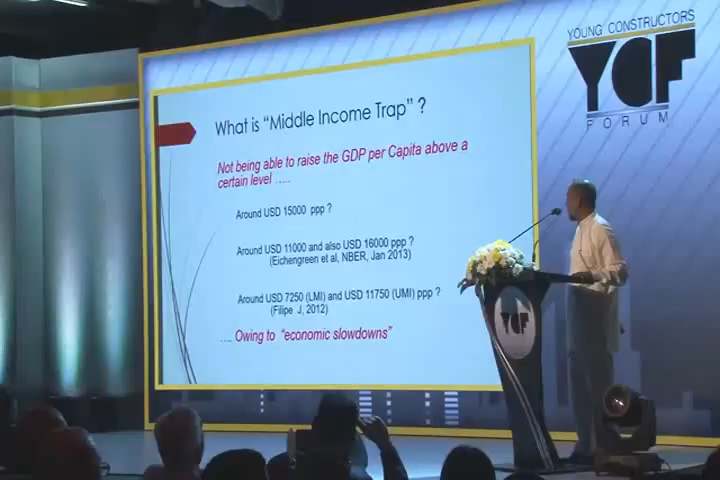 YOUNG CONSTRUCTORS
YCF
FORUM
What is “Middle Income Trap” ?
Not being able to raise the GDP per Capita above a
certain level …..
Around USD 15000 ppp ?
Around USD 11000 and also USD 16000 ppp ?
(Eichengreen et al, NBER, Jan 2013)
Around USD 7250 (LMI) and USD 11750 (UMI) ppp ?
(Filipe J, 2012)
.... Owing to “economic slowdowns”
YCF